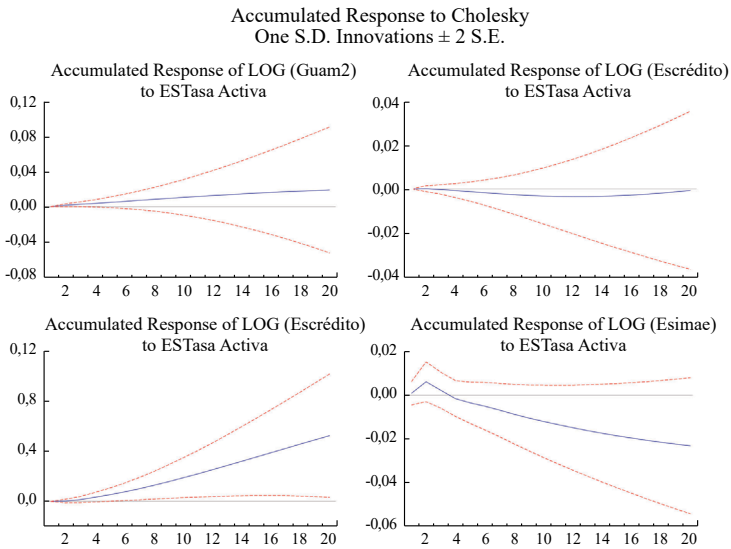 Accumulated Response to Cholesky
One S.D. Innovations ± 2 S.E.
Accumulated Response of LOG (Guam2)
to ESTasa Activa
0,12
0,08
0,04
0,00
-0,04
-0,08
2 4 6 8 10 12 14 16 18 20
Accumulated Response of LOG (Escrédito)
to ESTasa Activa
0,04
0,02
0,00
-0,02
-0,04
2 4 6 8 10 12 14 16 18 20
Accumulated Response of LOG (Escrédito)
to ESTasa Activa
0,12
0,8
0,4
0,0
2 4 6 8 10 12 14 16 18 20
Accumulated Response of LOG (Esimae)
to ESTasa Activa
0,02
0,00
-0,02
-0,04
-0,06
2 4 6 8 10 12 14 16 18 20